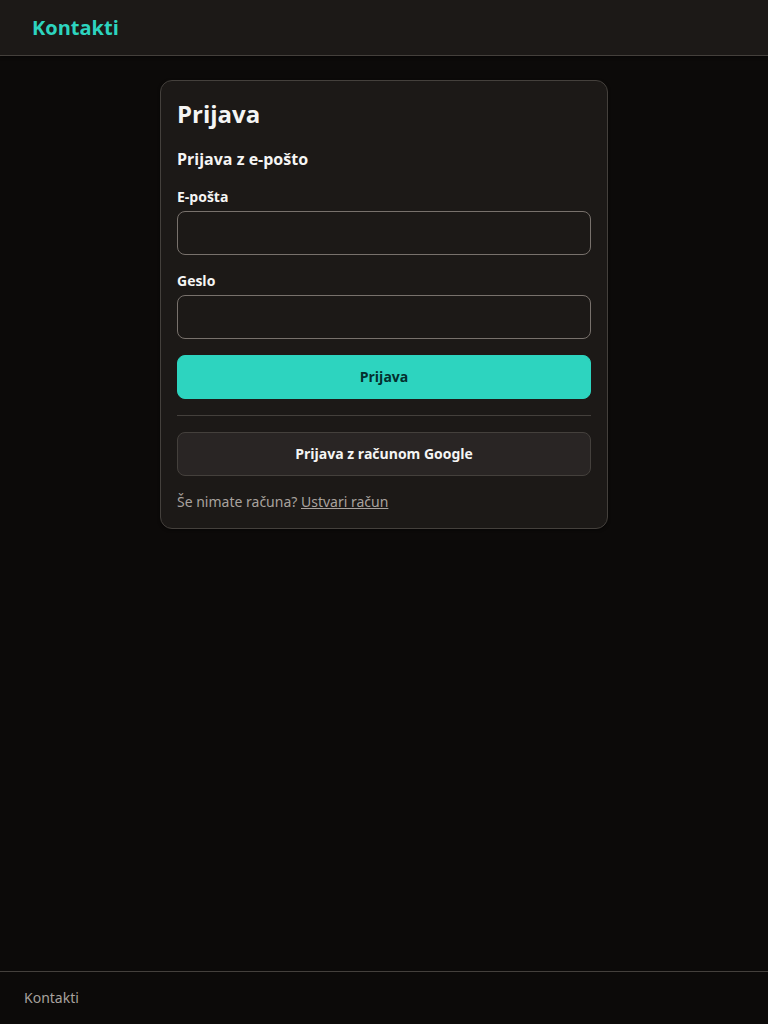 Kontakti
Prijava
Prijava z e-pošto
E-pošta
Geslo
Prijava
Prijava z računom Google
Še nimate računa? Ustvari račun
Kontakti